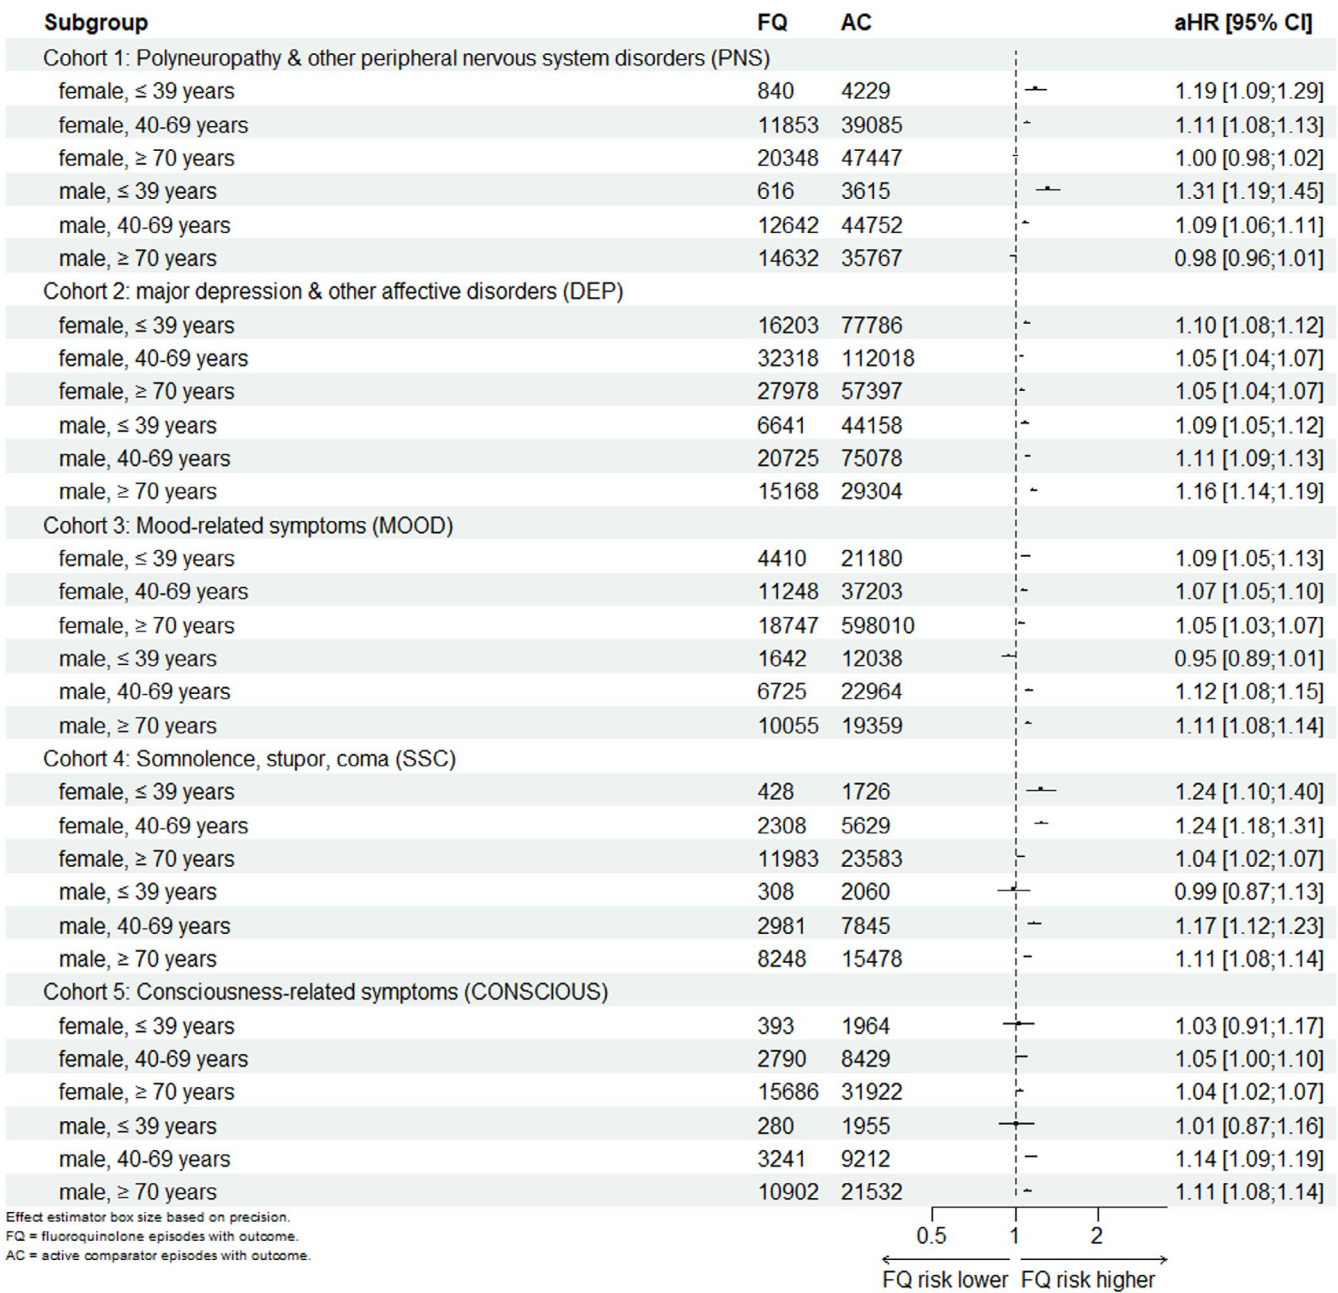 Subgroup FQ AC aHR [95% CI]
Cohort 1: Polyneuropathy & other peripheral nervous system disorders (PNS)
female, ≤ 39 years 840 4229 1.19 [1.09;1.29]
female, 40-69 years 11853 39085 1.11 [1.08;1.13]
female, ≥ 70 years 20348 47447 1.00 [0.98;1.02]
male, ≤ 39 years 616 3615 1.31 [1.19;1.45]
male, 40-69 years 12642 44752 1.09 [1.06;1.11]
male, ≥ 70 years 14632 35767 0.98 [0.96;1.01]
Cohort 2: major depression & other affective disorders (DEP)
female, ≤ 39 years 16203 77786 1.10 [1.08;1.12]
female, 40-69 years 32318 112018 1.05 [1.04;1.07]
female, ≥ 70 years 27978 57397 1.05 [1.04;1.07]
male, ≤ 39 years 6641 44158 1.09 [1.05;1.12]
male, 40-69 years 20725 75078 1.11 [1.09;1.13]
male, ≥ 70 years 15168 29304 1.16 [1.14;1.19]
Cohort 3: Mood-related symptoms (MOOD)
female, ≤ 39 years 4410 21180 1.09 [1.05;1.13]
female, 40-69 years 11248 37203 1.07 [1.05;1.10]
female, ≥ 70 years 18747 598010 1.05 [1.03;1.07]
male, ≤ 39 years 1642 12038 0.95 [0.89;1.01]
male, 40-69 years 6725 22964 1.12 [1.08;1.15]
male, ≥ 70 years 10055 19359 1.11 [1.08;1.14]
Cohort 4: Somnolence, stupor, coma (SSC)
female, ≤ 39 years 428 1726 1.24 [1.10;1.40]
female, 40-69 years 2308 5629 1.24 [1.18;1.31]
female, ≥ 70 years 11983 23583 1.04 [1.02;1.07]
male, ≤ 39 years 308 2060 0.99 [0.87;1.13]
male, 40-69 years 2981 7845 1.17 [1.12;1.23]
male, ≥ 70 years 8248 15478 1.11 [1.08;1.14]
Cohort 5: Consciousness-related symptoms (CONSCIOUS)
female, ≤ 39 years 393 1964 1.03 [0.91;1.17]
female, 40-69 years 2790 8429 1.05 [1.00;1.10]
female, ≥ 70 years 15686 31922 1.04 [1.02;1.07]
male, ≤ 39 years 280 1955 1.01 [0.87;1.16]
male, 40-69 years 3241 9212 1.14 [1.09;1.19]
male, ≥ 70 years 10902 21532 1.11 [1.08;1.14]
Effect estimator box size based on precision.
FQ = fluoroquinolone episodes with outcome.
AC = active comparator episodes with outcome.
0.5 1 2
FQ risk lower FQ risk higher